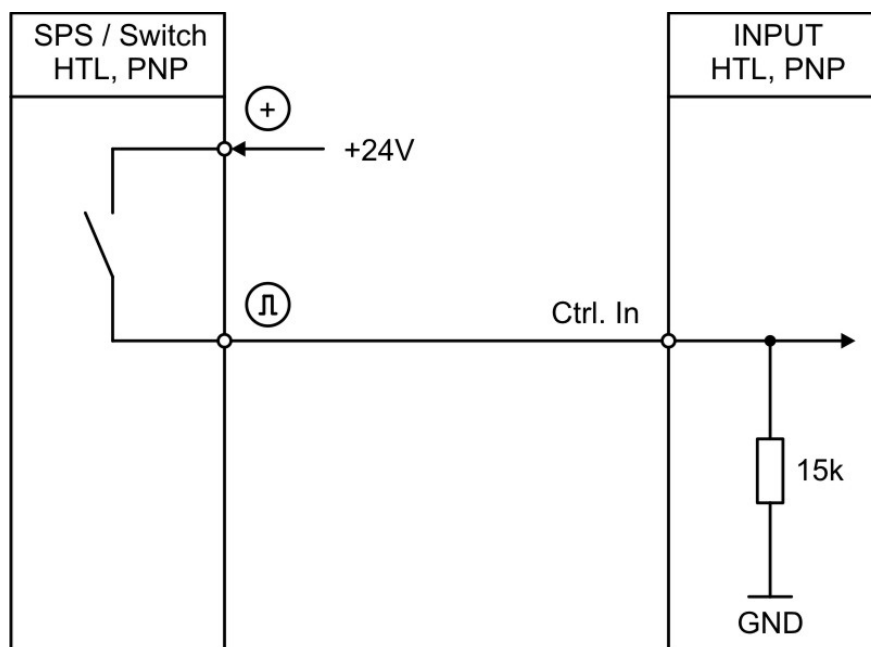 SPS / Switch
HTL, PNP
INPUT
HTL, PNP
+
+24V
Ctrl. In
15k
GND